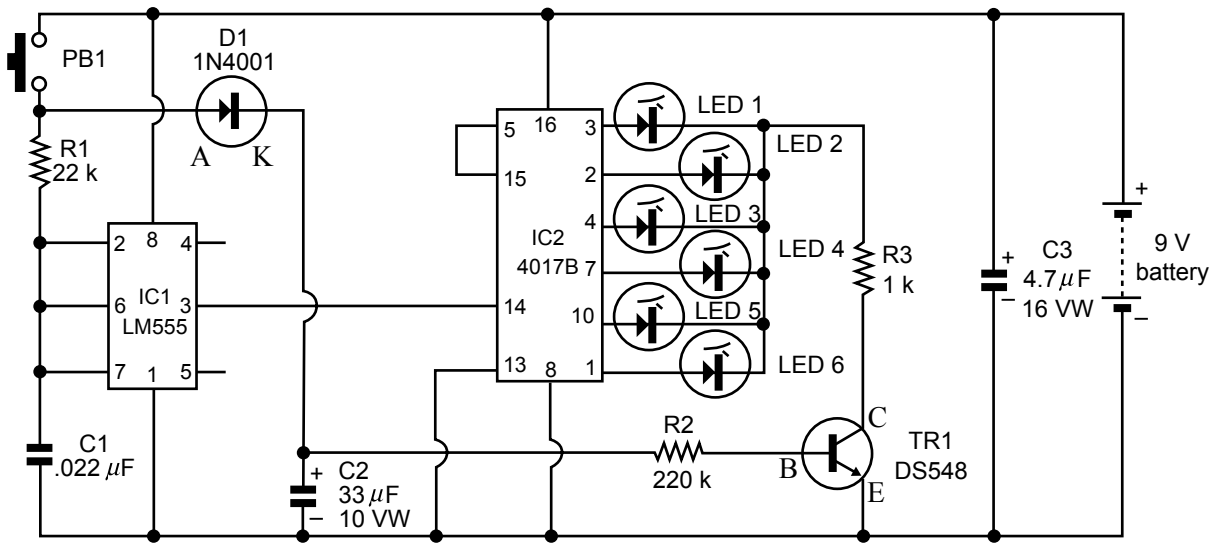 PB1
D1
1N4001
A
K
R1
22 k
2
8
4
6
IC1
3
LM555
7
1
5
C1
.022 μF
5
16
3
15
2
4
IC2
4017B
7
14
10
13
8
1
LED 1
LED 2
LED 3
LED 4
LED 5
LED 6
R3
1 k
C3
+
4.7 μF
–
16 VW
+
9 V
battery
–
R2
220 k
B
C
E
TR1
DS548
+
C2
33 μF
–
10 VW